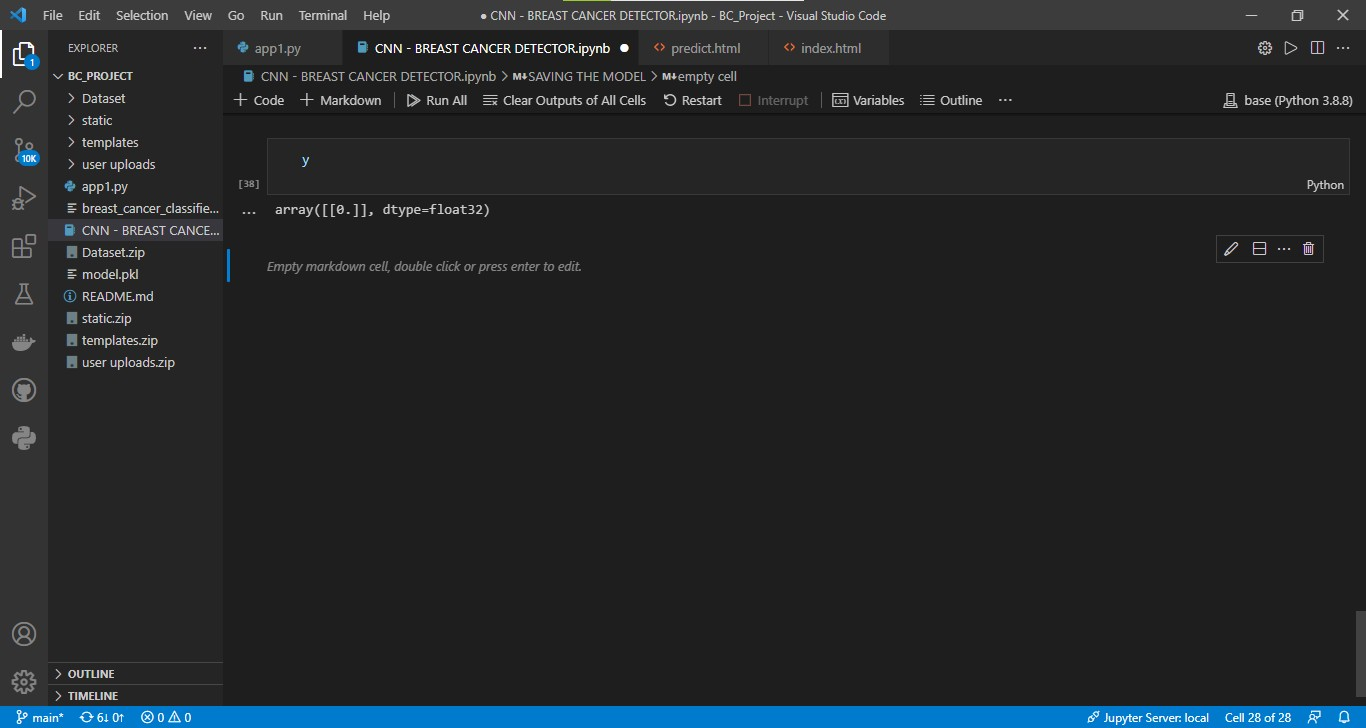 File Edit Selection View Go Run Terminal Help ● CNN - BREAST CANCER DETECTOR.ipynb - BC_Project - Visual Studio Code
EXPLORER ···
app1.py CNN - BREAST CANCER DETECTOR.ipynb ● predict.html index.html ···
BC_PROJECT
CNN - BREAST CANCER DETECTOR.ipynb > M↓SAVING THE MODEL > M↓empty cell
+ Code + Markdown Run All Clear Outputs of All Cells Restart Interrupt Variables Outline ··· base (Python 3.8.8)
1
Dataset
static
templates
user uploads
app1.py
breast_cancer_classifie...
CNN - BREAST CANCE...
Dataset.zip
model.pkl
README.md
static.zip
templates.zip
user uploads.zip
10K
y
[38]
Python
... array([[0.]], dtype=float32)
···
Empty markdown cell, double click or press enter to edit.
OUTLINE
TIMELINE
main* 6↓ 0↑ 0 0 Jupyter Server: local Cell 28 of 28